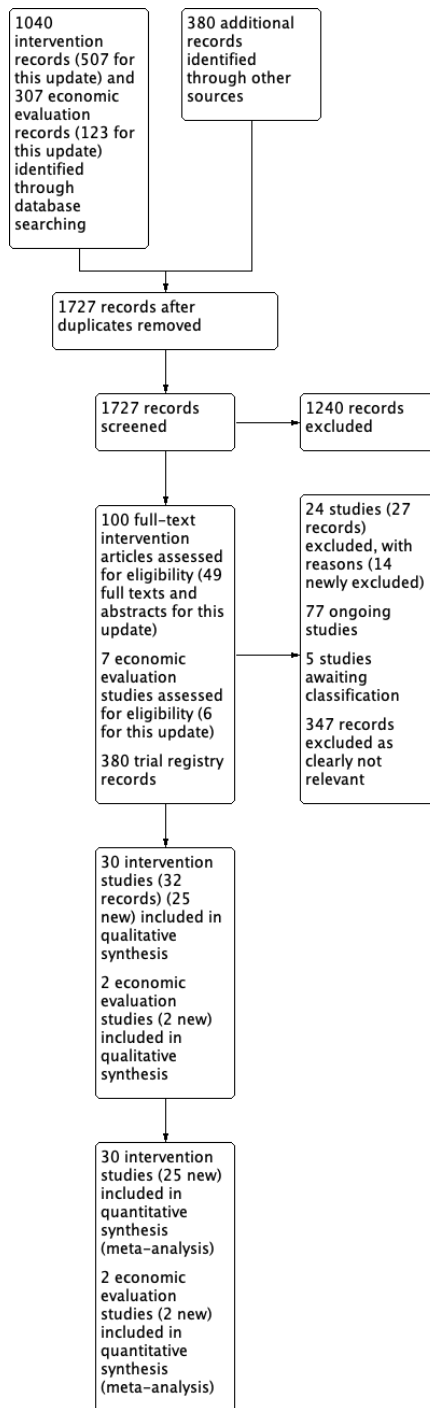 1040
intervention
records (507 for
this update) and
307 economic
evaluation
records (123 for
this update)
identified
through
database
searching
380 additional
records
identified
through other
sources
1727 records after
duplicates removed
1727 records
screened
1240 records
excluded
100 full-text
intervention
articles assessed
for eligibility (49
full texts and
abstracts for this
update)
7 economic
evaluation
studies assessed
for eligibility (6
for this update)
380 trial registry
records
24 studies (27
records)
excluded, with
reasons (14
newly excluded)
77 ongoing
studies
5 studies
awaiting
classification
347 records
excluded as
clearly not
relevant
30 intervention
studies (32
records) (25
new) included in
qualitative
synthesis
2 economic
evaluation
studies (2 new)
included in
qualitative
synthesis
30 intervention
studies (25 new)
included in
quantitative
synthesis
(meta-analysis)
2 economic
evaluation
studies (2 new)
included in
quantitative
synthesis
(meta-analysis)